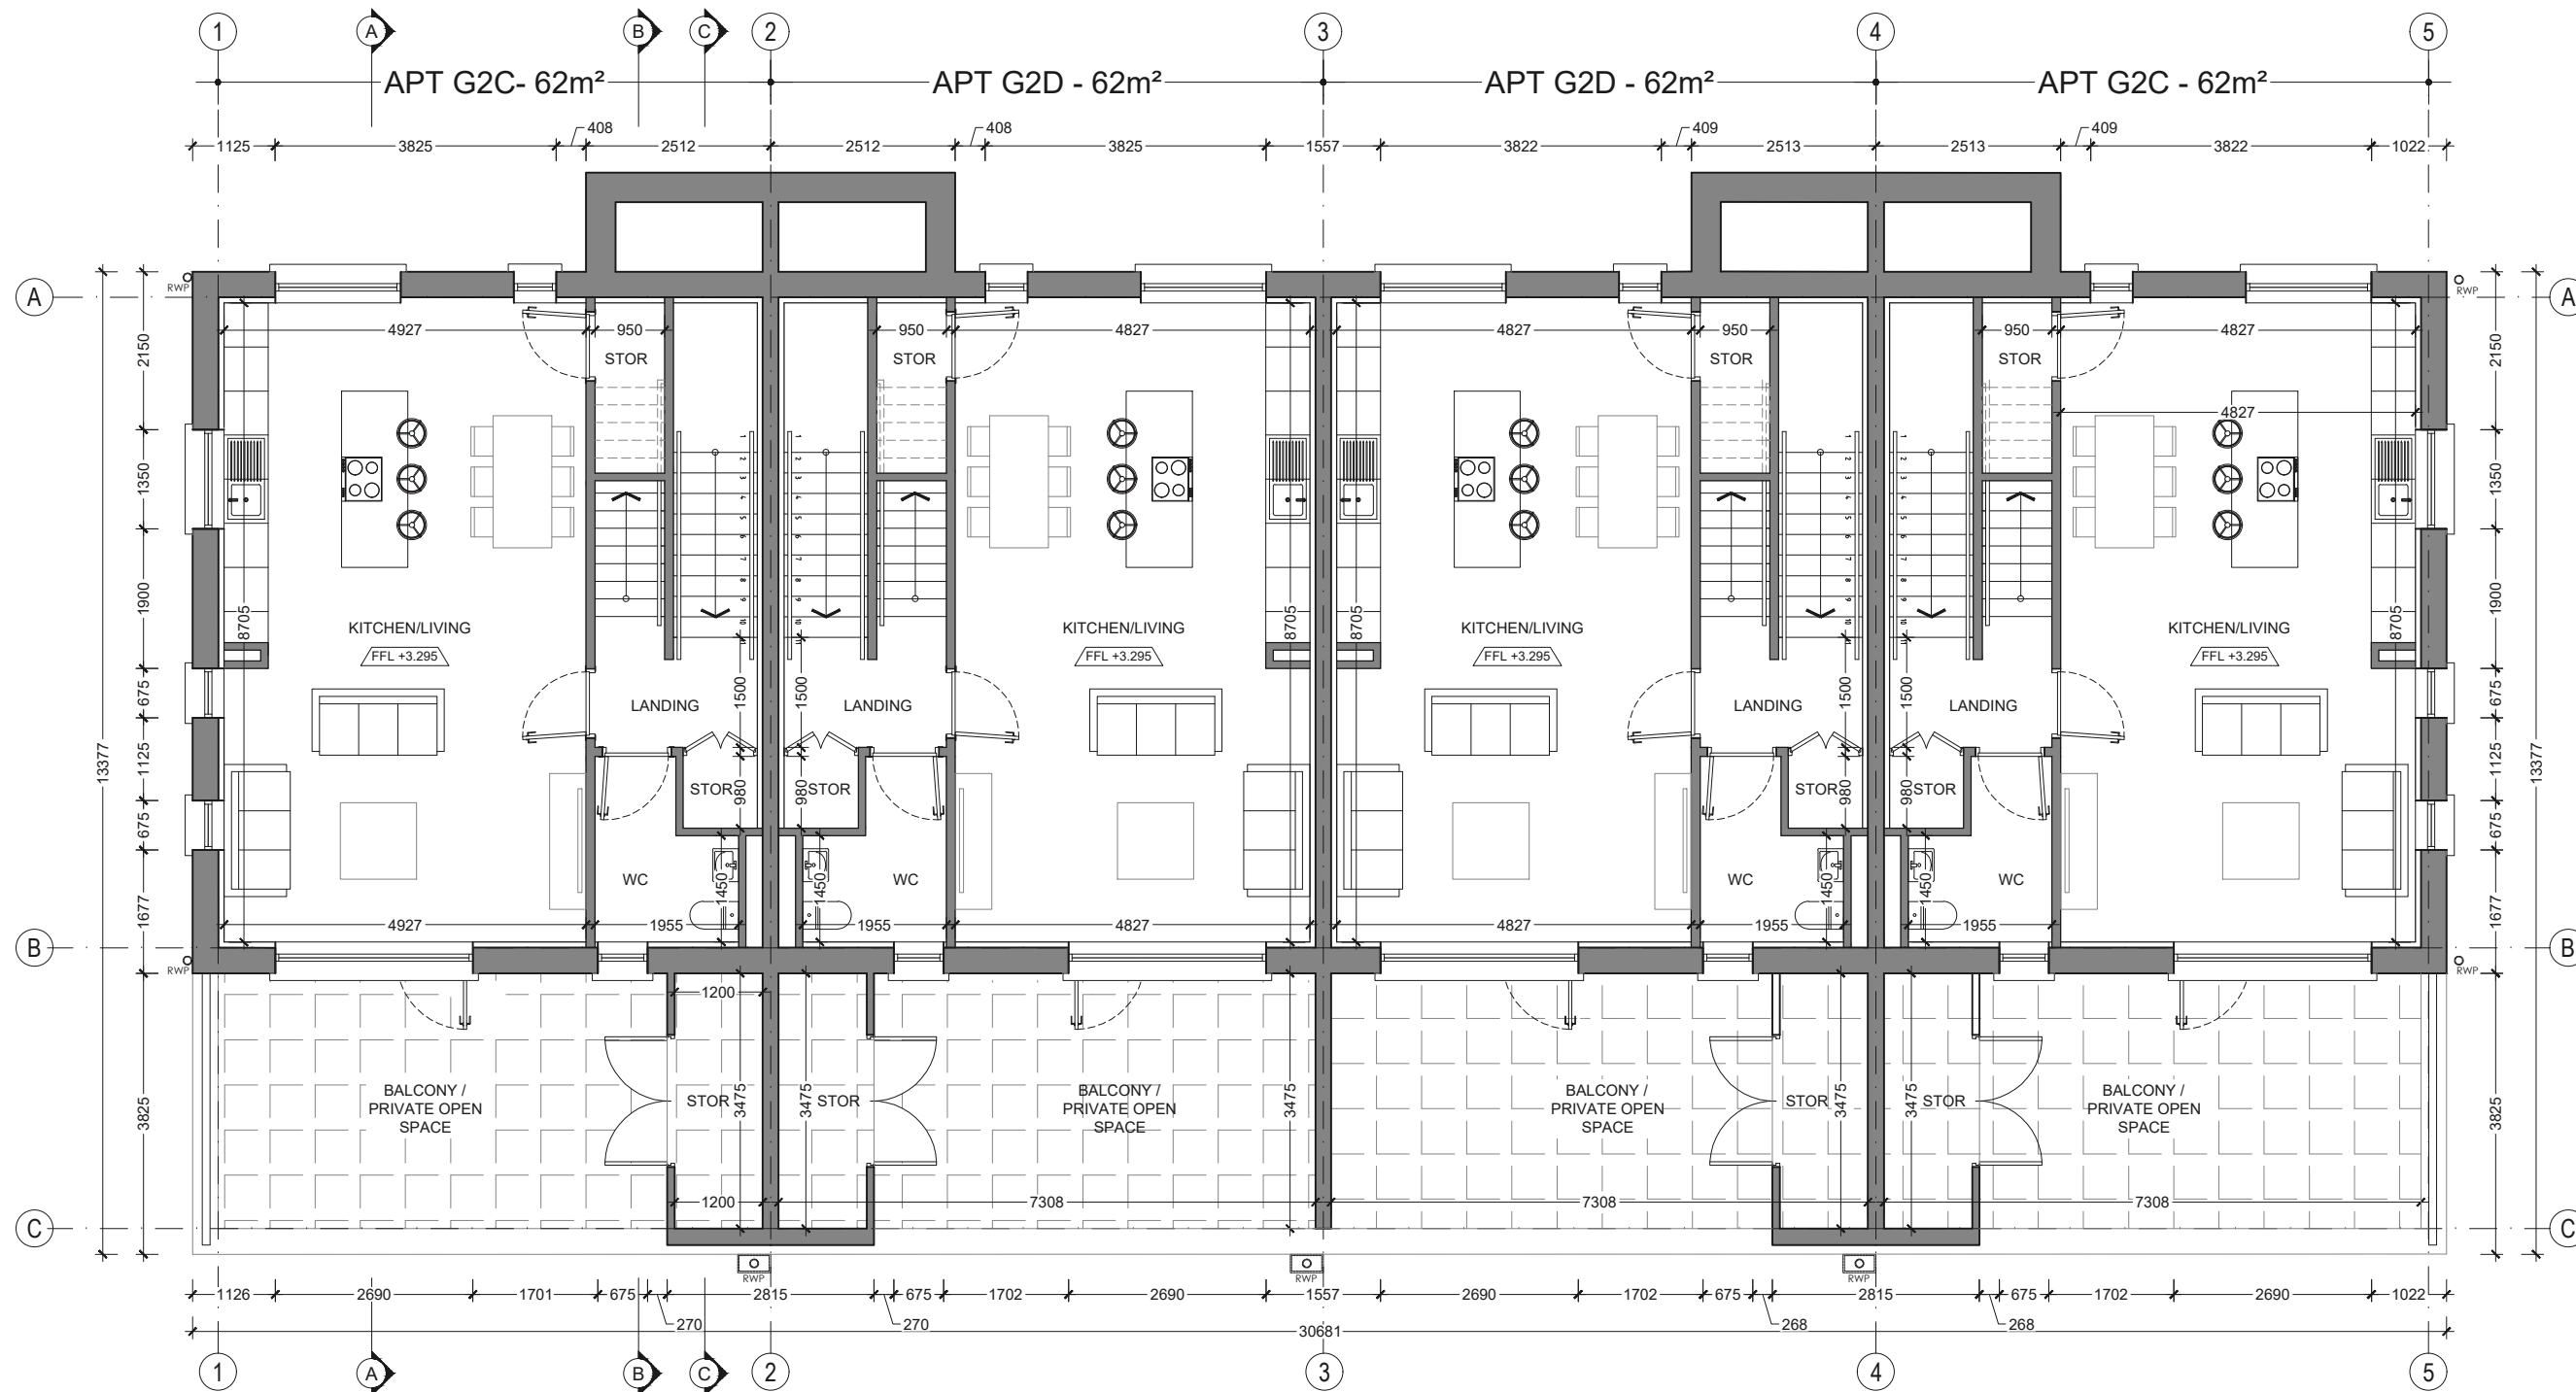 1 A B C 2 3 4 5
APT G2C- 62m² APT G2D - 62m² APT G2D - 62m² APT G2C - 62m²
408 408 409 409
1125 3825 2512 2512 3825 1557 3822 2513 2513 3822 1022
RWP RWP
A A
4927 950 950 4827 4827 950 950 4827
STOR STOR STOR STOR
4827
2150 2150
1350 1350
1900 1900
8705 8705 8705 8705
KITCHEN/LIVING KITCHEN/LIVING KITCHEN/LIVING KITCHEN/LIVING
FFL +3.295 FFL +3.295 FFL +3.295 FFL +3.295
675 1500 1500 1500 1500 675
LANDING LANDING LANDING LANDING
13377 1125 1125 13377
STOR 980 980 STOR STOR 980 980 STOR
675 675
WC 1450 1450 WC WC 1450 1450 WC
1677 1677
4927 1955 1955 4827 4827 1955 1955 4827
B B
RWP RWP
1200
BALCONY / BALCONY / BALCONY / BALCONY /
PRIVATE OPEN STOR 3475 3475 STOR PRIVATE OPEN 3475 PRIVATE OPEN STOR 3475 3475 STOR PRIVATE OPEN
SPACE SPACE SPACE SPACE
3825 3825
1200 7308 7308 7308
C C
RWP RWP RWP
1126 2690 1701 675 2815 675 1702 2690 1557 2690 1702 675 2815 675 1702 2690 1022
270 270 30681 268 268
1 A B C 2 3 4 5